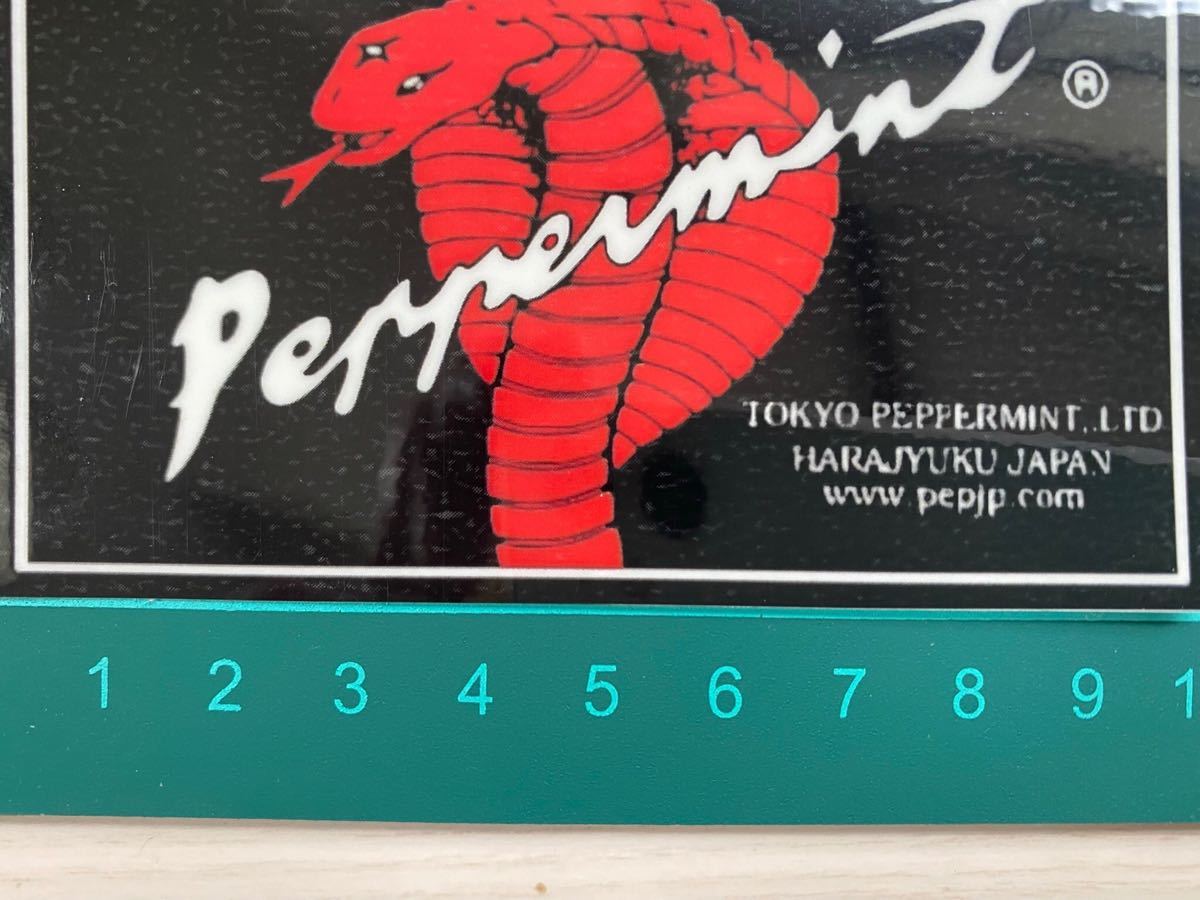 Peppermint ®
TOKYO PEPPERMINT,.LTD
HARAJYUKU JAPAN
www.pepjp.com
1 2 3 4 5 6 7 8 9 1